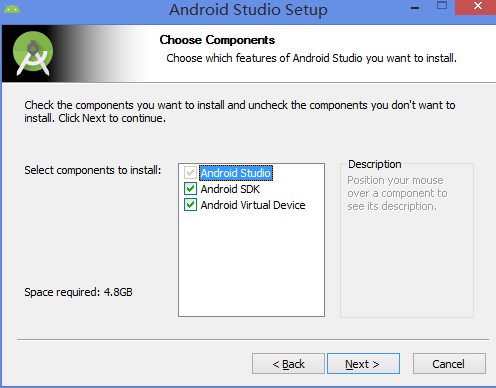 Android Studio Setup
Choose Components
Choose which features of Android Studio you want to install.
Check the components you want to install and uncheck the components you don't want to
install. Click Next to continue.
Select components to install:
Android Studio
Android SDK
Android Virtual Device
Description
Position your mouse
over a component to
see its description.
Space required: 4.8GB
< Back
Next >
Cancel